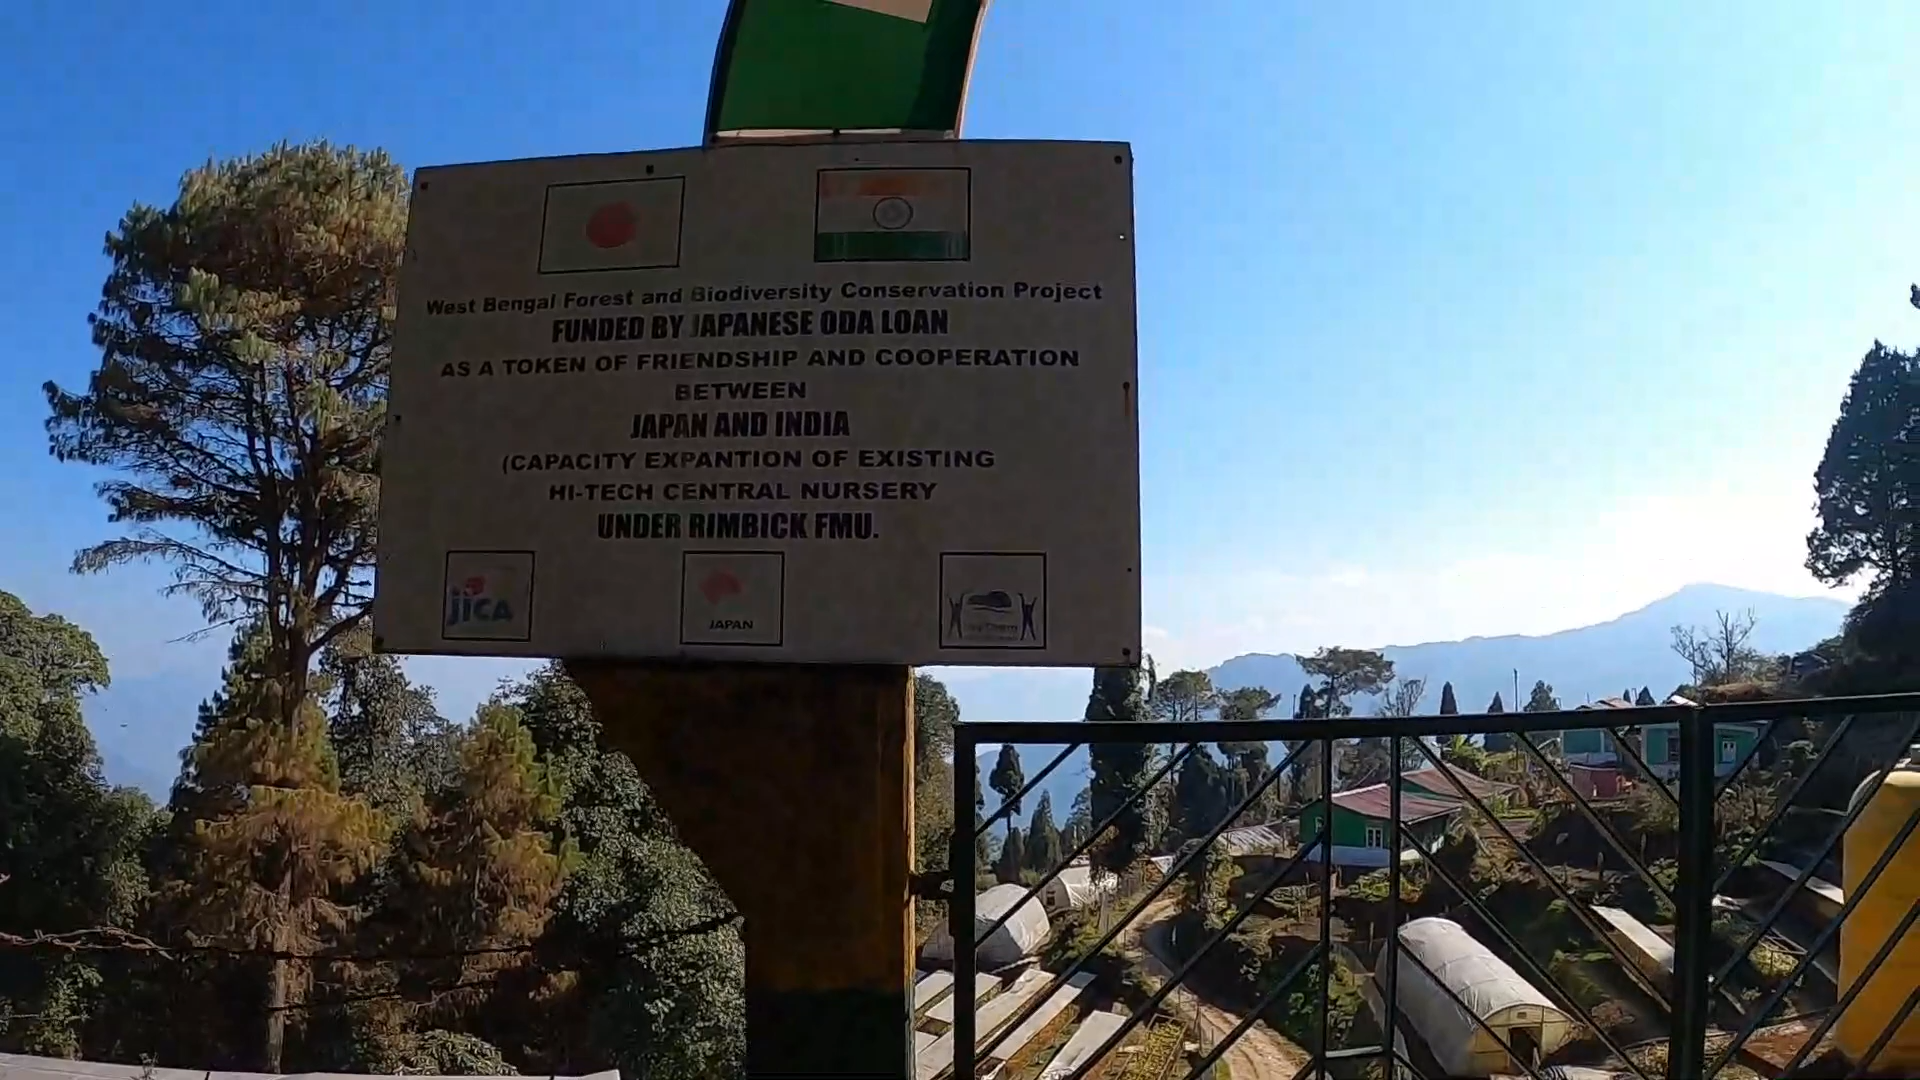 West Bengal Forest and Biodiversity Conservation Project
FUNDED BY JAPANESE ODA LOAN
AS A TOKEN OF FRIENDSHIP AND COOPERATION
BETWEEN
JAPAN AND INDIA
(CAPACITY EXPANTION OF EXISTING
HI-TECH CENTRAL NURSERY
UNDER RIMBICK FMU.
JICA
JAPAN